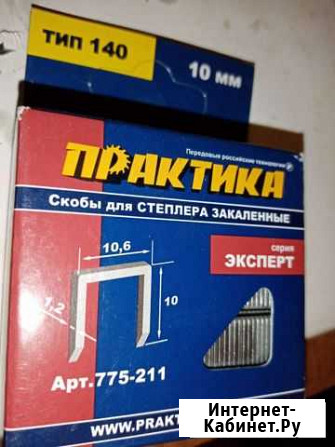 ТИП 140
10 мм
Передовые российские технологии
ПРАКТИКА
Скобы для СТЕПЛЕРА ЗАКАЛЕННЫЕ
серия
ЭКСПЕРТ
10,6
10
1,2
Арт.775-211
WWW.PRAKT
Интернет-
Кабинет.Ру